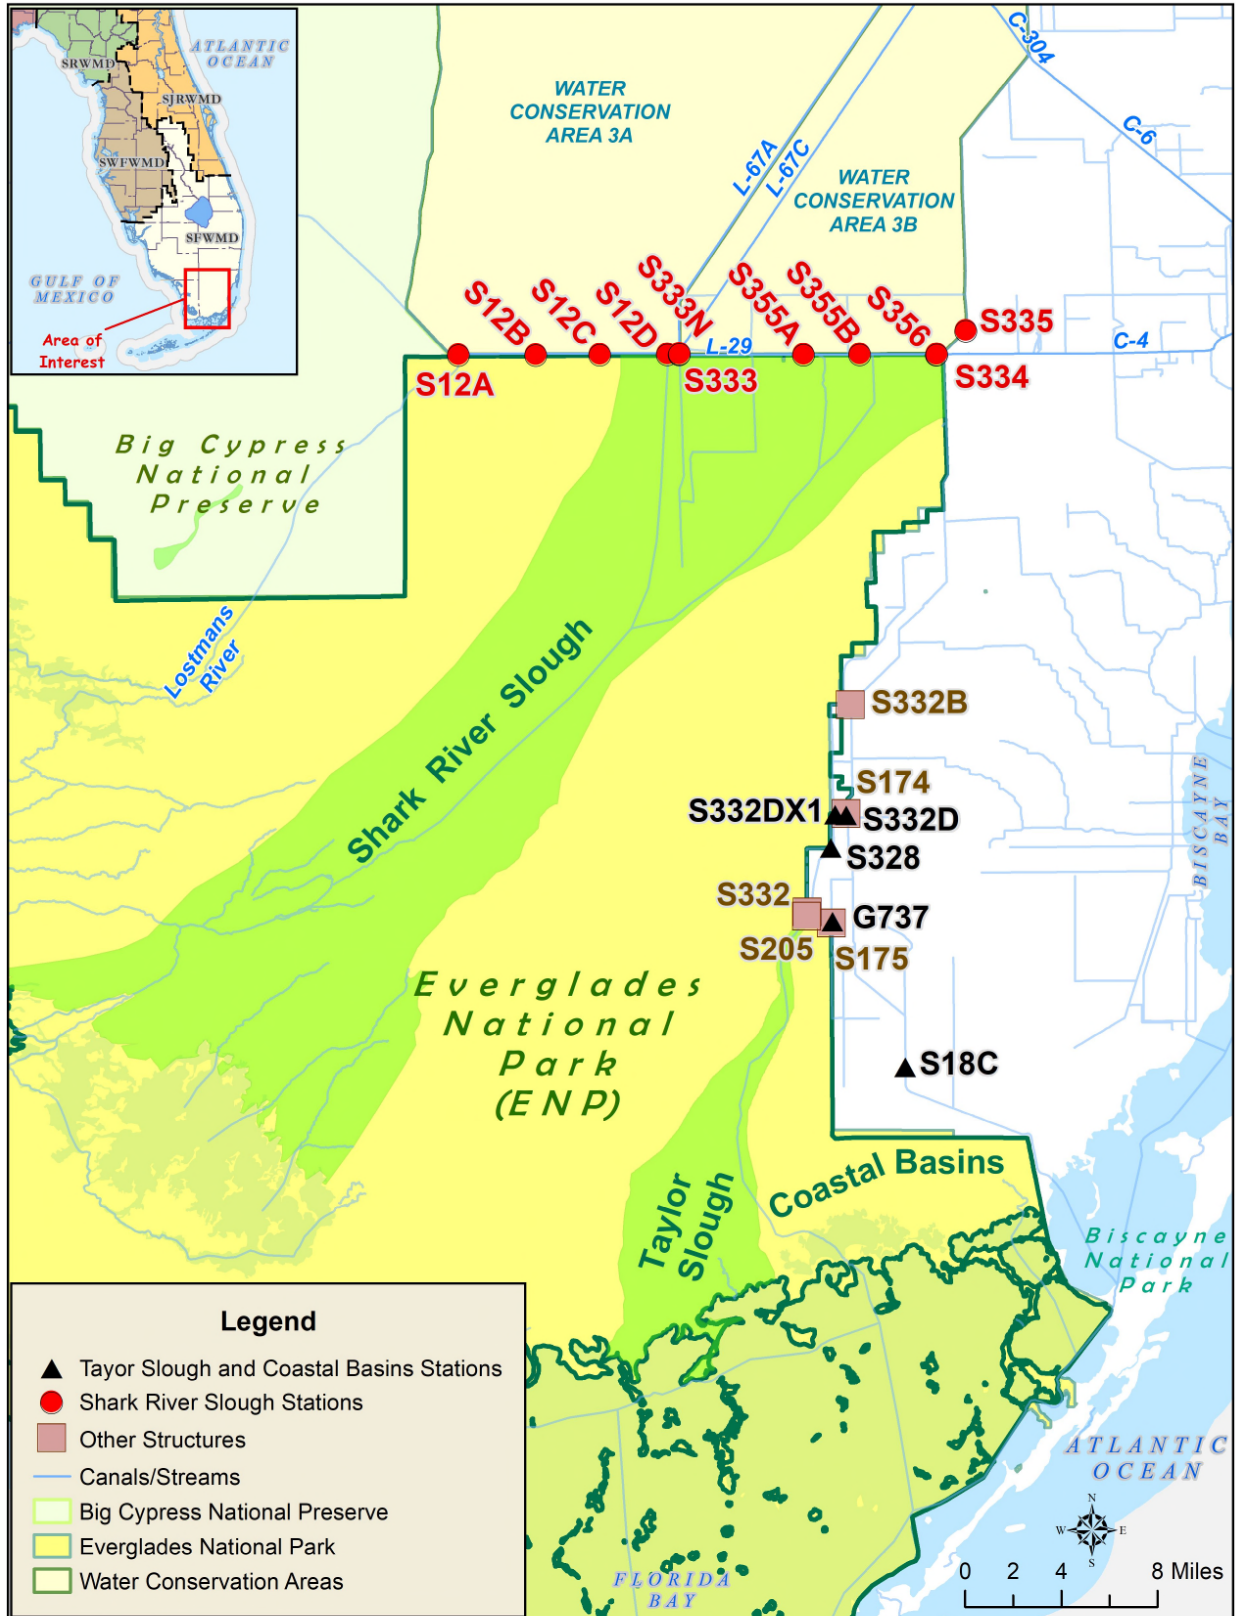 ATLANTIC
OCEAN
SRWMD
SJRWMD
SWFWMD
SFWMD
GULF OF
MEXICO
Area of
Interest
WATER
CONSERVATION
AREA 3A
L-67A
L-67C
WATER
CONSERVATION
AREA 3B
C-304
C-6
S12B
S12C
S12D
S333N
S355A
S355B
S356
S335
L-29
C-4
S12A
S333
S334
Big Cypress
National
Preserve
Lostmans
River
Shark River Slough
S332B
S174
S332DX1
S332D
S328
S332
G737
S205
S175
BISCAYNE
BAY
Everglades
National
Park
(ENP)
S18C
Coastal Basins
Taylor
Slough
Biscayne
National
Park
Legend
Tayor Slough and Coastal Basins Stations
Shark River Slough Stations
Other Structures
Canals/Streams
Big Cypress National Preserve
Everglades National Park
Water Conservation Areas
ATLANTIC
OCEAN
N
W E
S
FLORIDA
BAY
0 2 4 8 Miles